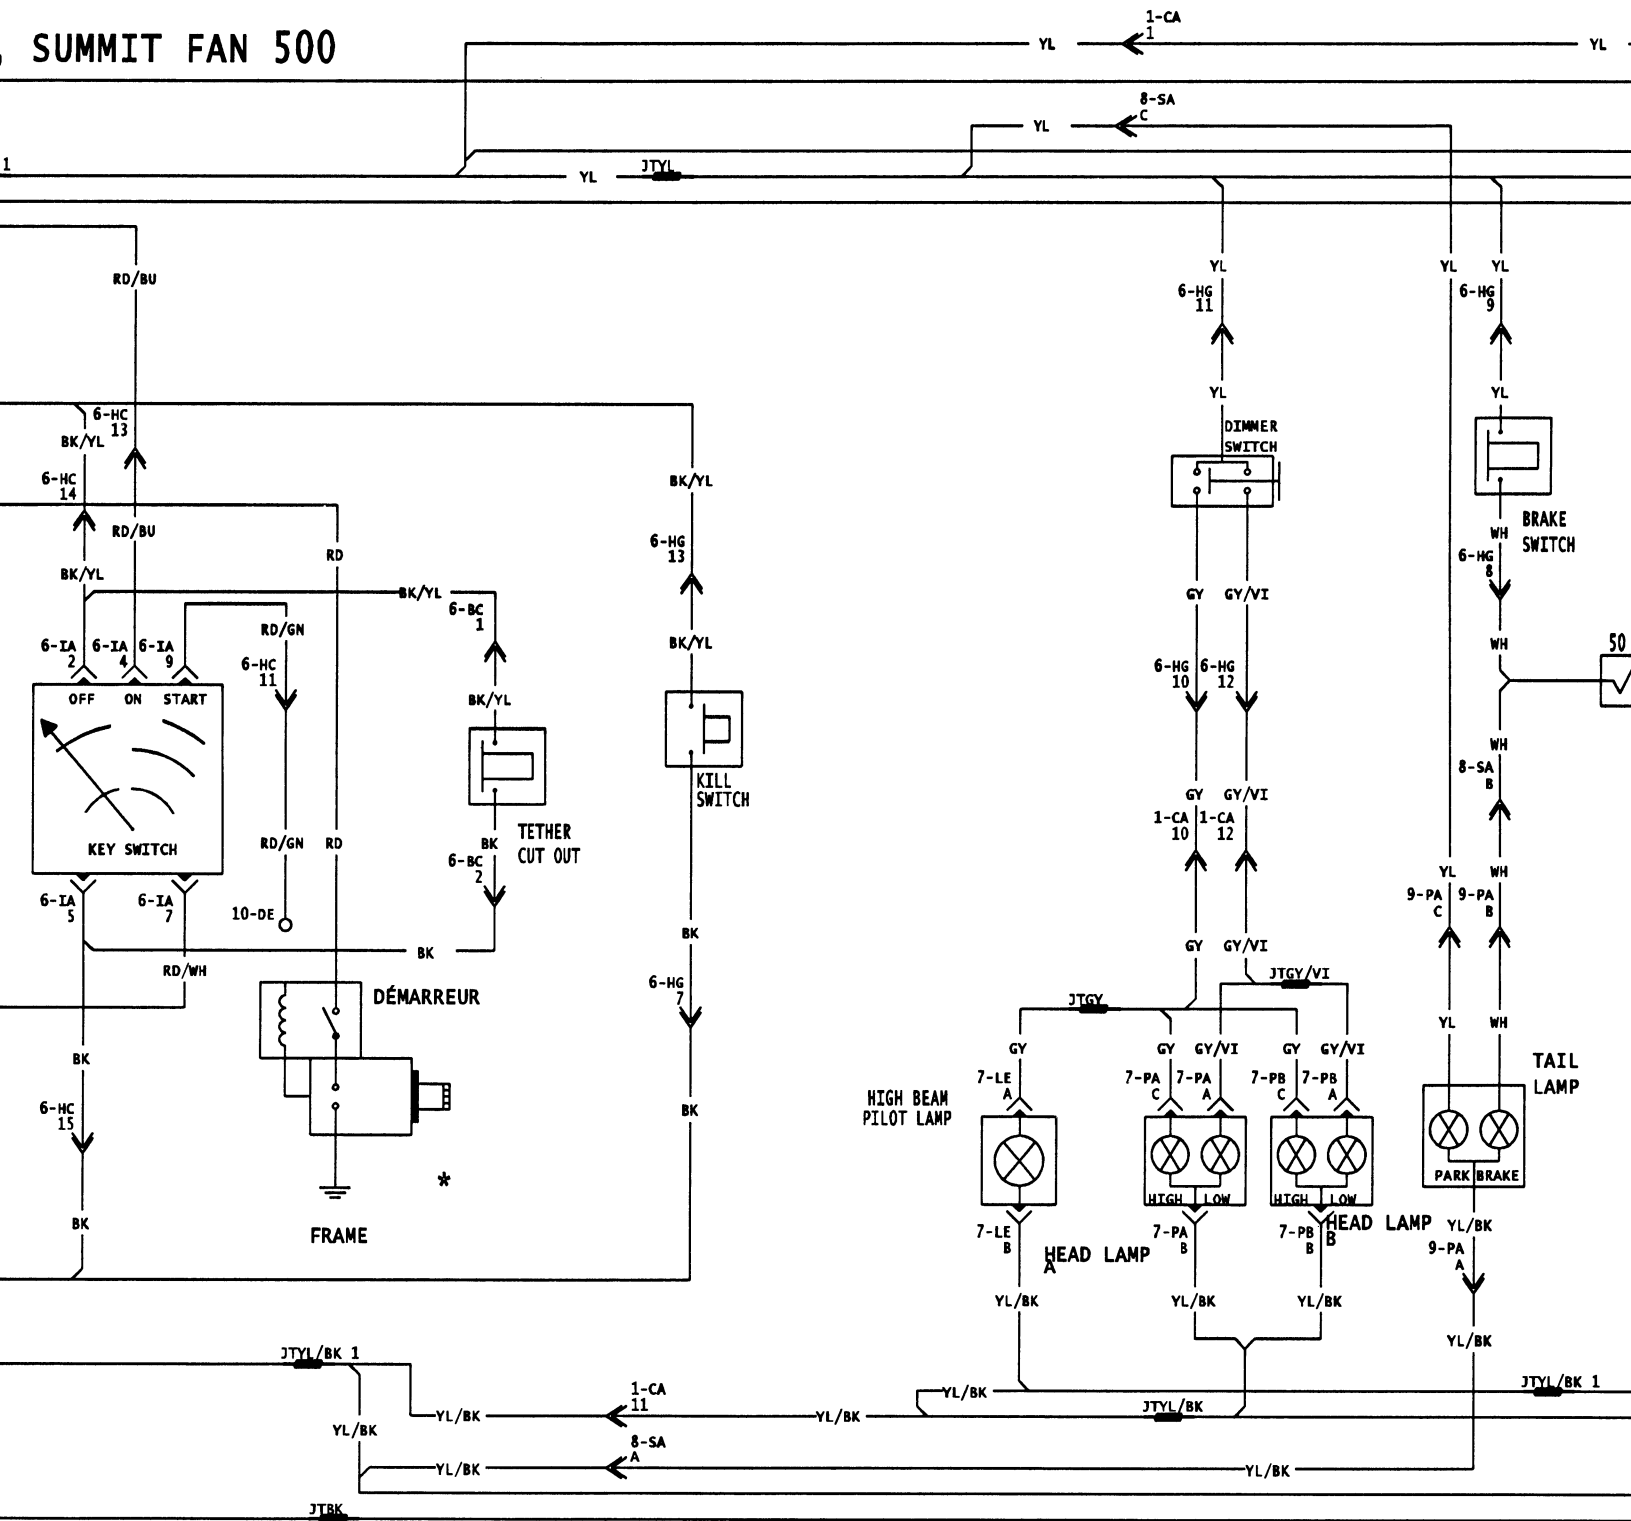 , SUMMIT FAN 500
1-CA
1
YL
YL
8-SA
C
YL
1
JTYL
YL
RD/BU
YL
YL
YL
6-HG
11
6-HG
9
YL
YL
6-HC
13
BK/YL
6-HC
14
DIMMER
SWITCH
BK/YL
RD/BU
BRAKE
SWITCH
WH
6-HG
8
RD
6-HG
13
BK/YL
BK/YL
6-BC
1
GY
GY/VI
RD/GN
BK/YL
WH
50
6-IA
2
6-IA
4
6-IA
9
6-HC
11
6-HG
10
6-HG
12
OFF
ON
START
BK/YL
WH
8-SA
B
KILL
SWITCH
GY
GY/VI
1-CA
10
1-CA
12
TETHER
CUT OUT
KEY SWITCH
RD/GN
RD
BK
6-BC
2
YL
WH
9-PA
C
9-PA
B
6-IA
5
6-IA
7
10-DE
BK
BK
GY
GY/VI
RD/WH
JTGY/VI
6-HG
7
DÉMARREUR
JTGY
YL
WH
BK
GY
GY
GY/VI
GY
GY/VI
TAIL
LAMP
7-LE
A
7-PA
C
7-PA
A
7-PB
C
7-PB
A
HIGH BEAM
PILOT LAMP
6-HC
15
BK
*
PARK
BRAKE
HIGH
LOW
HIGH
LOW
BK
FRAME
7-LE
B
HEAD LAMP
A
7-PA
B
7-PB
B
HEAD LAMP
B
YL/BK
9-PA
A
YL/BK
YL/BK
YL/BK
YL/BK
JTYL/BK 1
1-CA
11
YL/BK
JTYL/BK 1
YL/BK
YL/BK
JTYL/BK
YL/BK
8-SA
A
YL/BK
YL/BK
JTBK